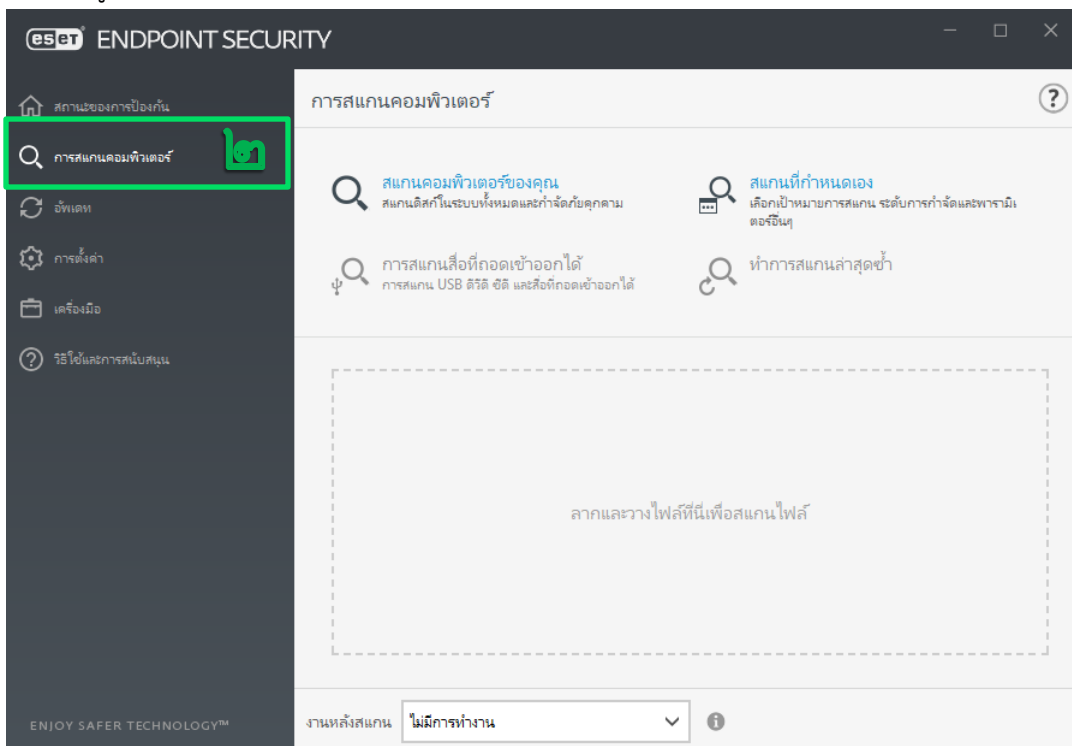 eset ENDPOINT SECURITY
สถานะของการป้องกัน
การสแกนคอมพิวเตอร์
๒
อัพเดท
การตั้งค่า
เครื่องมือ
วิธีใช้และการสนับสนุน
ENJOY SAFER TECHNOLOGY™
การสแกนคอมพิวเตอร์
?
สแกนคอมพิวเตอร์ของคุณ
สแกนดิสก์ในระบบทั้งหมดและกำจัดภัยคุกคาม
สแกนที่กำหนดเอง
เลือกเป้าหมายการสแกน ระดับการกำจัดและพารามิเ
ตอร์อื่นๆ
การสแกนสื่อที่ถอดเข้าออกได้
การสแกน USB ดีวีดี ซีดี และสื่อที่ถอดเข้าออกได้
ทำการสแกนล่าสุดซ้ำ
ลากและวางไฟล์ที่นี่เพื่อสแกนไฟล์
งานหลังสแกน ไม่มีการทำงาน